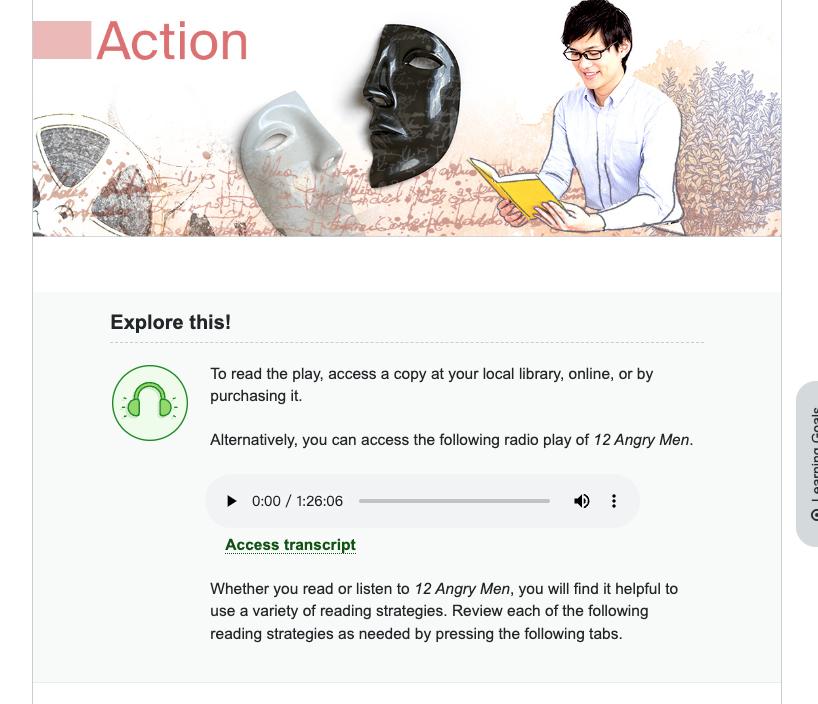 Action
Explore this!
To read the play, access a copy at your local library, online, or by
purchasing it.
Alternatively, you can access the following radio play of 12 Angry Men.
0:00 / 1:26:06
Access transcript
Whether you read or listen to 12 Angry Men, you will find it helpful to
use a variety of reading strategies. Review each of the following
reading strategies as needed by pressing the following tabs.
Learning Goals